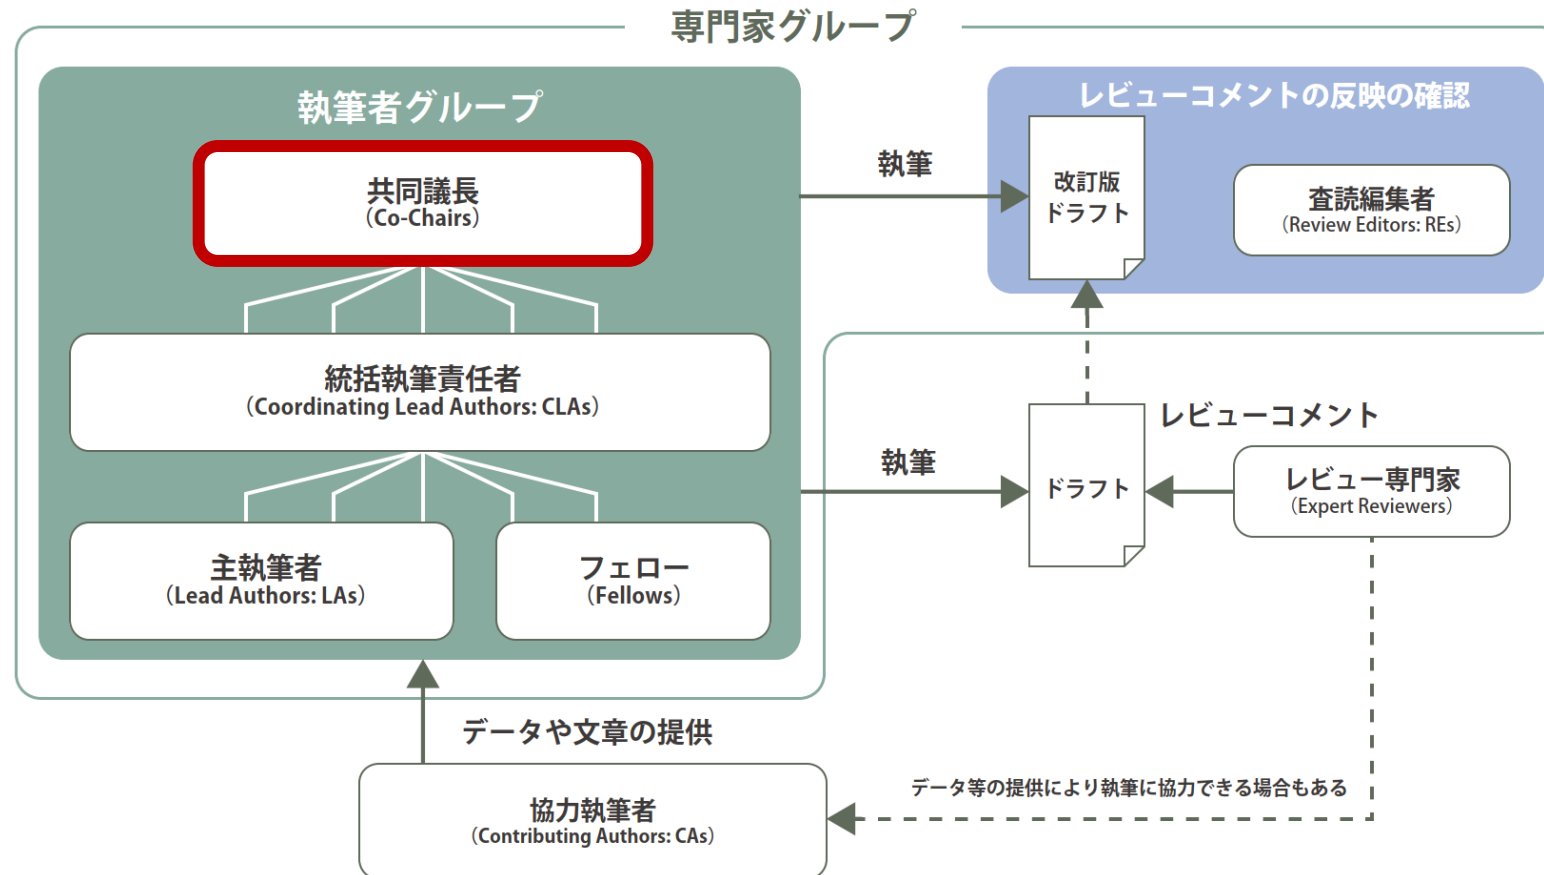 専門家グループ
執筆者グループ
共同議長
（Co-Chairs）
統括執筆責任者
（Coordinating Lead Authors: CLAs）
主執筆者
（Lead Authors: LAs）
フェロー
（Fellows）
執筆
レビューコメントの反映の確認
改訂版
ドラフト
査読編集者
（Review Editors: REs）
執筆
ドラフト
レビューコメント
レビュー専門家
（Expert Reviewers）
データや文章の提供
協力執筆者
（Contributing Authors: CAs）
データ等の提供により執筆に協力できる場合もある